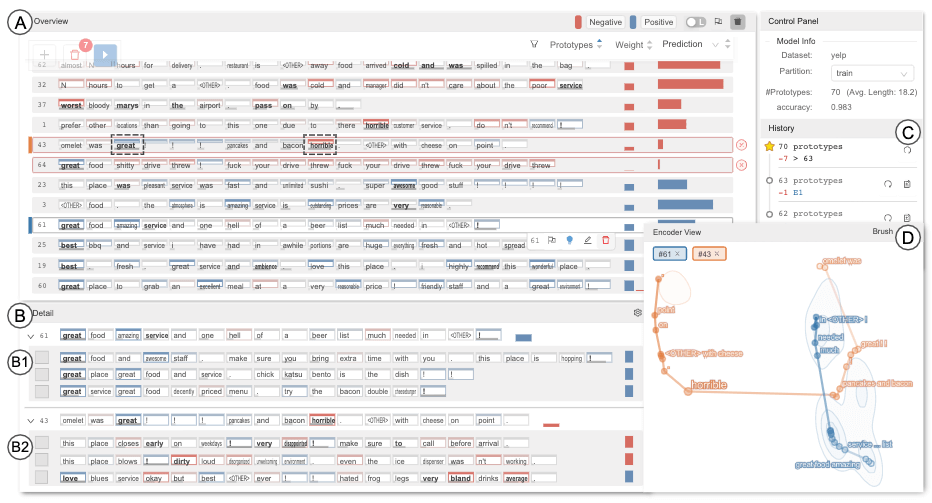 A Overview Negative Positive
7
Prototypes Weight Prediction
62 almost N hours for delivery . restaurant is <OTHER> away food arrived cold and was spilled in the bag .
32 N hours to get a <OTHER> . food was cold and manager did n't care about the poor service
37 worst bloody marys in the airport . pass on by .
1 prefer other locations than going to this one due to there horrible customer service . do n't recommend !
43 omelet was great ! ! ! pancakes and bacon horrible . <OTHER> with cheese on point .
64 great food shitty drive threw ! fuck your drive threw fuck your drive threw fuck your drive threw
23 this place was pleasant service was fast and unlimited sushi . super awesome good stuff ! ! ! !
3 <OTHER> food . the atmosphere is amazing service is outstanding prices are very reasonable .
61 great food amazing service and one hell of a beer list much needed in <OTHER> !
25 best bbq and service i have had in awhile portions are huge everything fresh and hot spread
61
19 best . fresh . great service and ambience . love this place . . highly recommend this wonderful place .
60 great place to grab an excellent meal at a very reasonable price ! friendly staff and a great environment .
B Detail
61 great food amazing service and one hell of a beer list much needed in <OTHER> !
B1
great food and awesome staff . make sure you bring extra time with you . this place is hopping !
great place great food and service . chick katsu bento is the dish ! !
great service great food decently priced menu . try the bacon double meisterburger !
43 omelet was great ! ! ! pancakes and bacon horrible . <OTHER> with cheese on point .
B2
this place closes early on weekdays ! very disappointed ! make sure to call before arrival .
this place blows ! dirty loud disorganized unwelcoming environment . even the ice dispenser was n't working .
love blues service okay but best <OTHER> ever ! ! hated frog legs very bland drinks average .
Control Panel
Model Info
Dataset: yelp
Partition: train
#Prototypes: 70 (Avg. Length: 18.2)
accuracy: 0.983
History
C
70 prototypes
-7 > 63
63 prototypes
-1 E1
62 prototypes
Encoder View Brush
D
#61 × #43 ×
omelet was
point
on
in <OTHER> !
needed
much
great ! !
<OTHER> with cheese
horrible
pancakes and bacon
service ... list
great food amazing